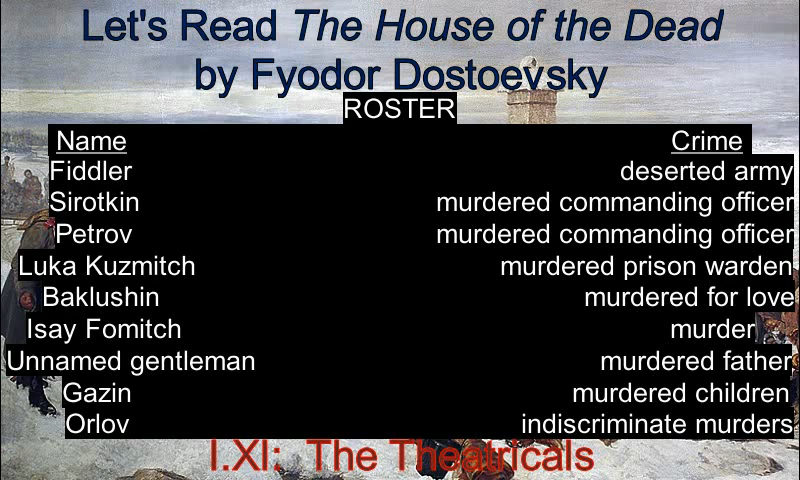 Let's Read The House of the Dead
by Fyodor Dostoevsky
ROSTER
Name Crime
Fiddler deserted army
Sirotkin murdered commanding officer
Petrov murdered commanding officer
Luka Kuzmitch murdered prison warden
Baklushin murdered for love
Isay Fomitch murder
Unnamed gentleman murdered father
Gazin murdered children
Orlov indiscriminate murders
I.XI: The Theatricals